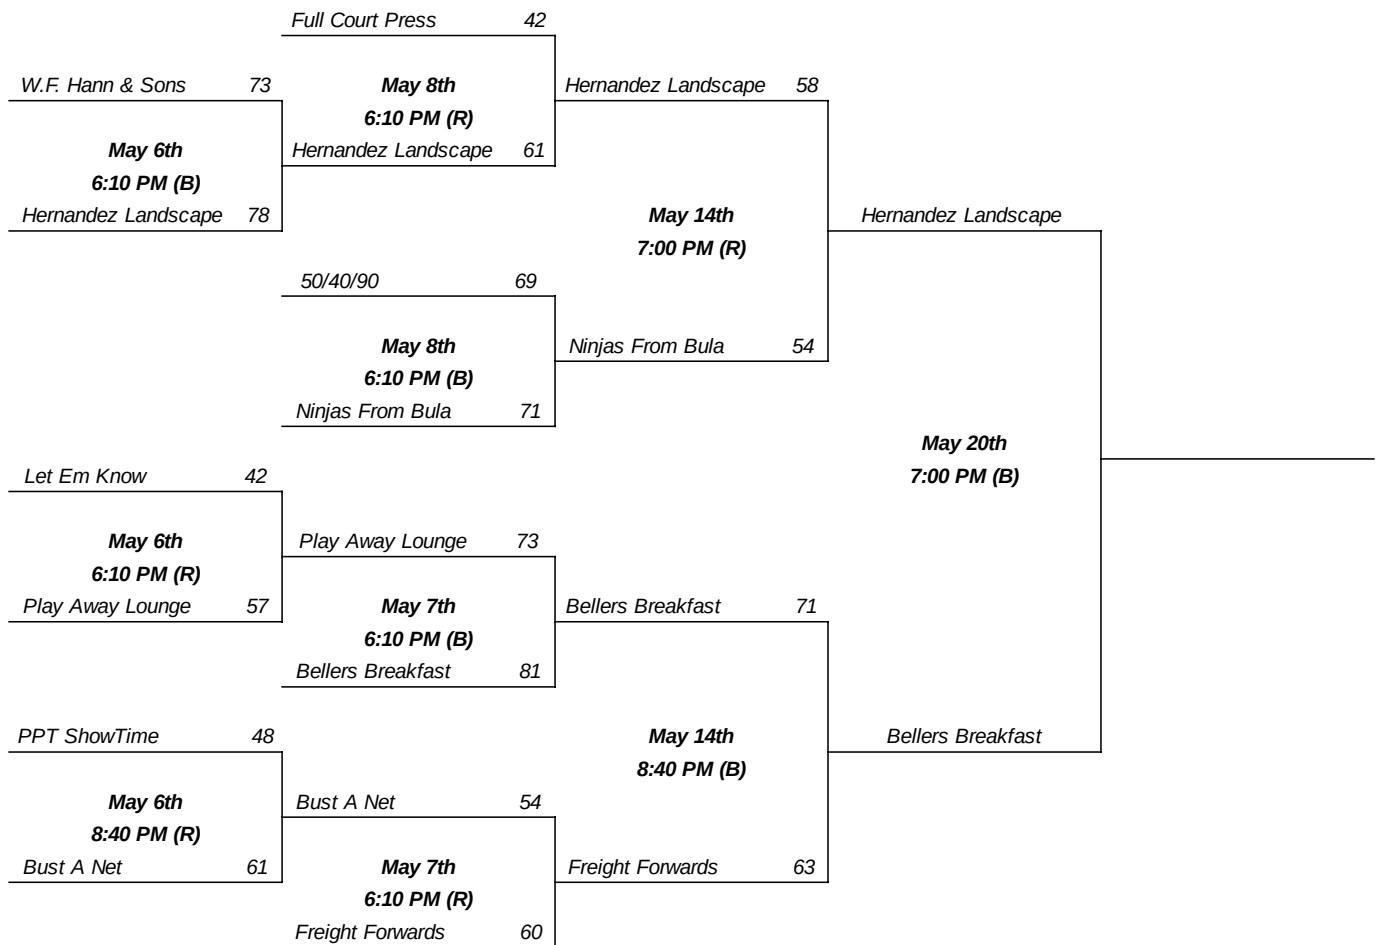 Full Court Press 42
W.F. Hann & Sons 73
May 8th
Hernandez Landscape 58
6:10 PM (R)
May 6th
Hernandez Landscape 61
6:10 PM (B)
Hernandez Landscape 78
May 14th
Hernandez Landscape
7:00 PM (R)
50/40/90 69
May 8th
Ninjas From Bula 54
6:10 PM (B)
Ninjas From Bula 71
May 20th
7:00 PM (B)
Let Em Know 42
May 6th
Play Away Lounge 73
6:10 PM (R)
Play Away Lounge 57
May 7th
Bellers Breakfast 71
6:10 PM (B)
Bellers Breakfast 81
PPT ShowTime 48
May 14th
Bellers Breakfast
8:40 PM (B)
May 6th
Bust A Net 54
8:40 PM (R)
Bust A Net 61
May 7th
Freight Forwards 63
6:10 PM (R)
Freight Forwards 60